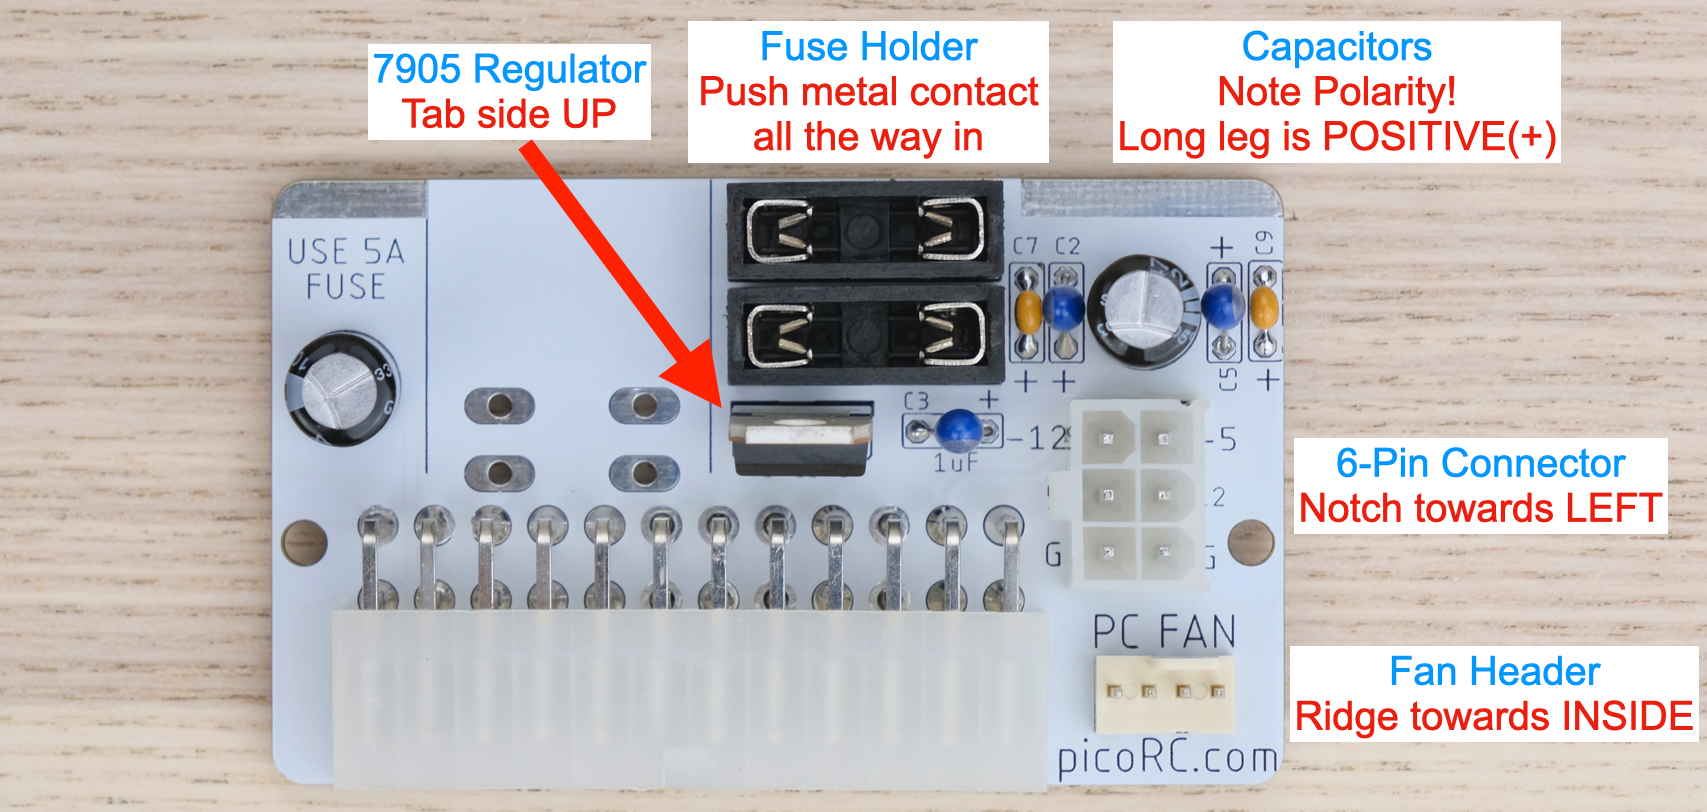 7905 Regulator
Tab side UP
Fuse Holder
Push metal contact
all the way in
Capacitors
Note Polarity!
Long leg is POSITIVE(+)
USE 5A
FUSE
C7 C2
+
C9
+ +
C5
+
33
C3
+
1uF
-12
-5
G
G
6-Pin Connector
Notch towards LEFT
PC FAN
Fan Header
Ridge towards INSIDE
picoRC.com